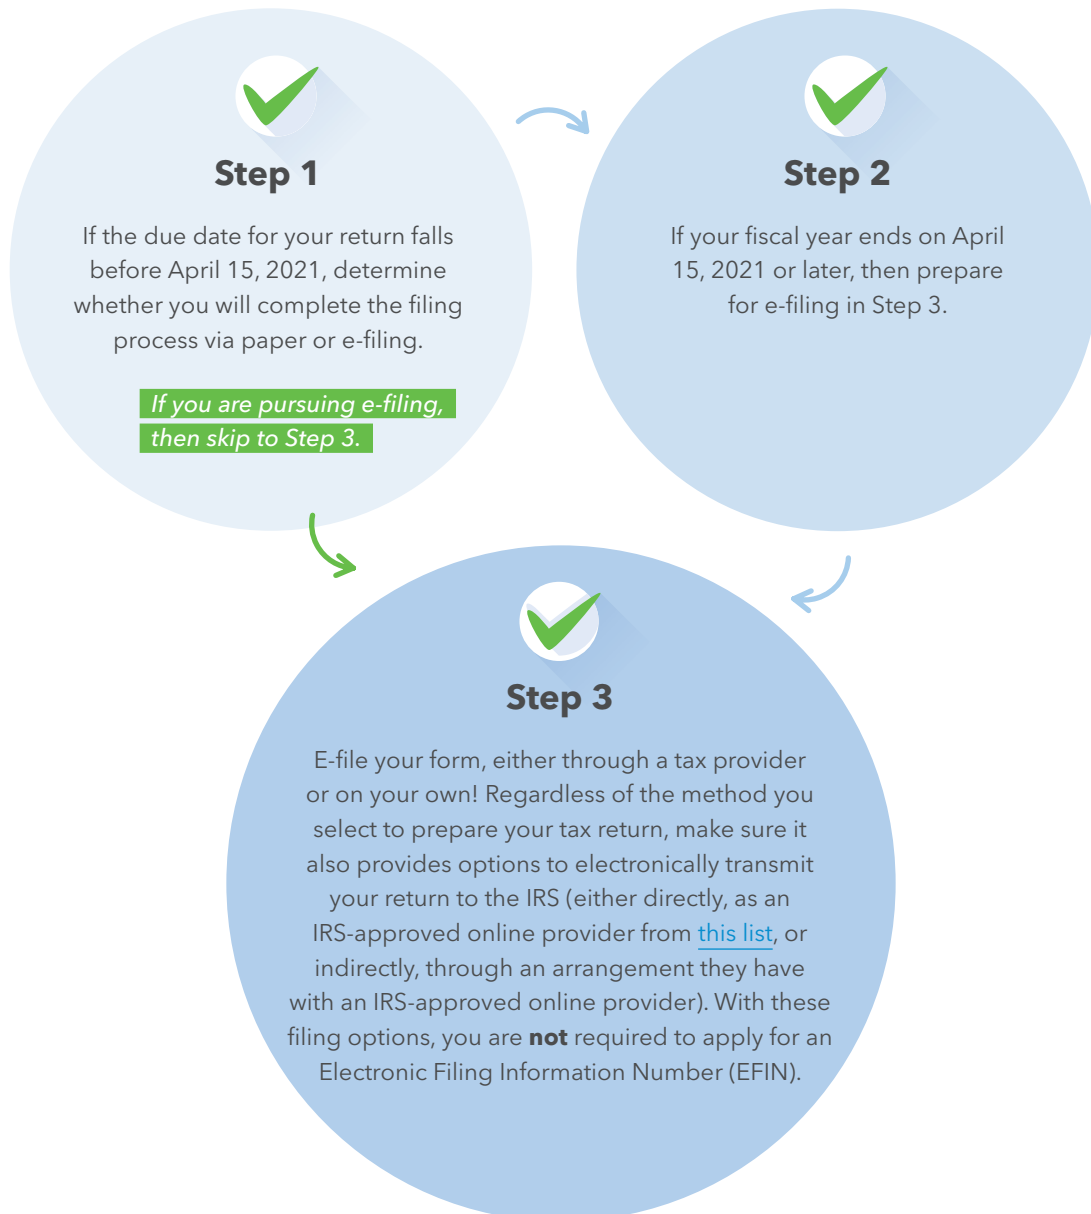 Step 1
If the due date for your return falls
before April 15, 2021, determine
whether you will complete the filing
process via paper or e-filing.
If you are pursuing e-filing,
then skip to Step 3.
Step 2
If your fiscal year ends on April
15, 2021 or later, then prepare
for e-filing in Step 3.
Step 3
E-file your form, either through a tax provider
or on your own! Regardless of the method you
select to prepare your tax return, make sure it
also provides options to electronically transmit
your return to the IRS (either directly, as an
IRS-approved online provider from this list, or
indirectly, through an arrangement they have
with an IRS-approved online provider). With these
filing options, you are not required to apply for an
Electronic Filing Information Number (EFIN).